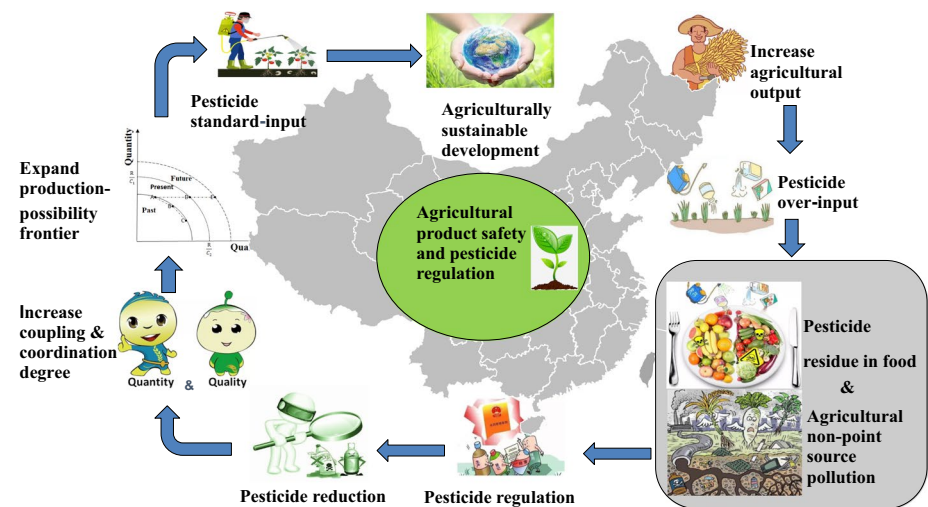 Increase
agricultural
output
Pesticide
over-input
Pesticide
residue in food
&
Agricultural
non-point
source
pollution
Pesticide regulation
Pesticide reduction
Increase
coupling &
coordination
degree
Quantity
&
Quality
Expand
production-
possibility
frontier
Quantity
Future
Present
Past
A
B
C
D
E
Qua
Pesticide
standard-input
Agriculturally
sustainable
development
Agricultural
product safety
and pesticide
regulation